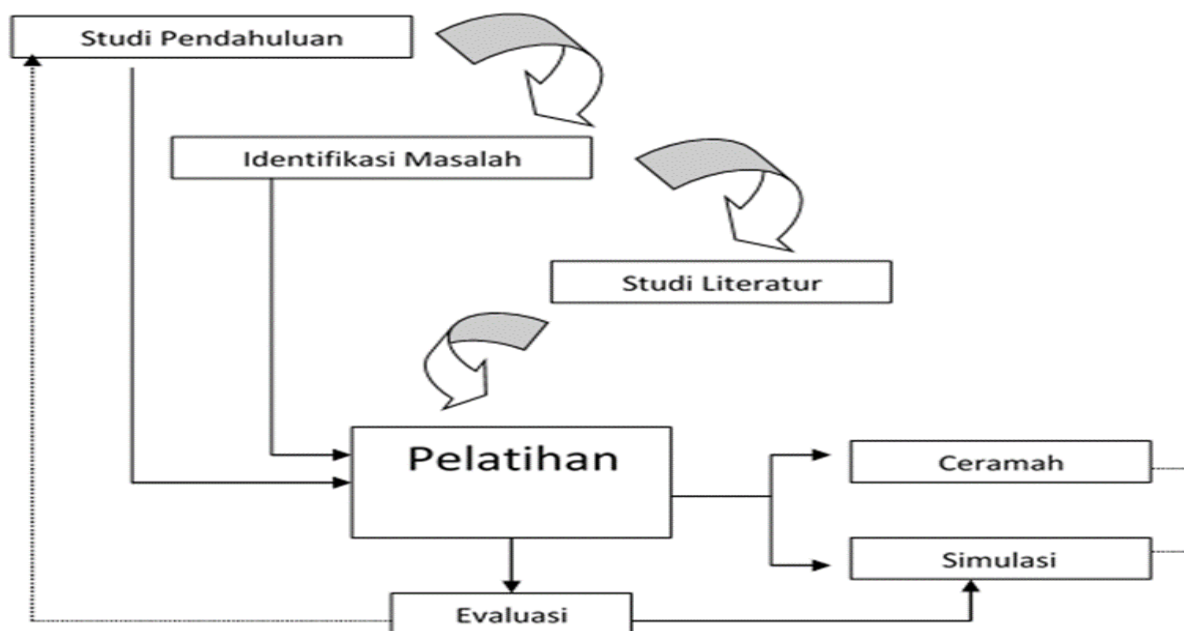 Studi Pendahuluan
Identifikasi Masalah
Studi Literatur
Pelatihan
Ceramah
Simulasi
Evaluasi